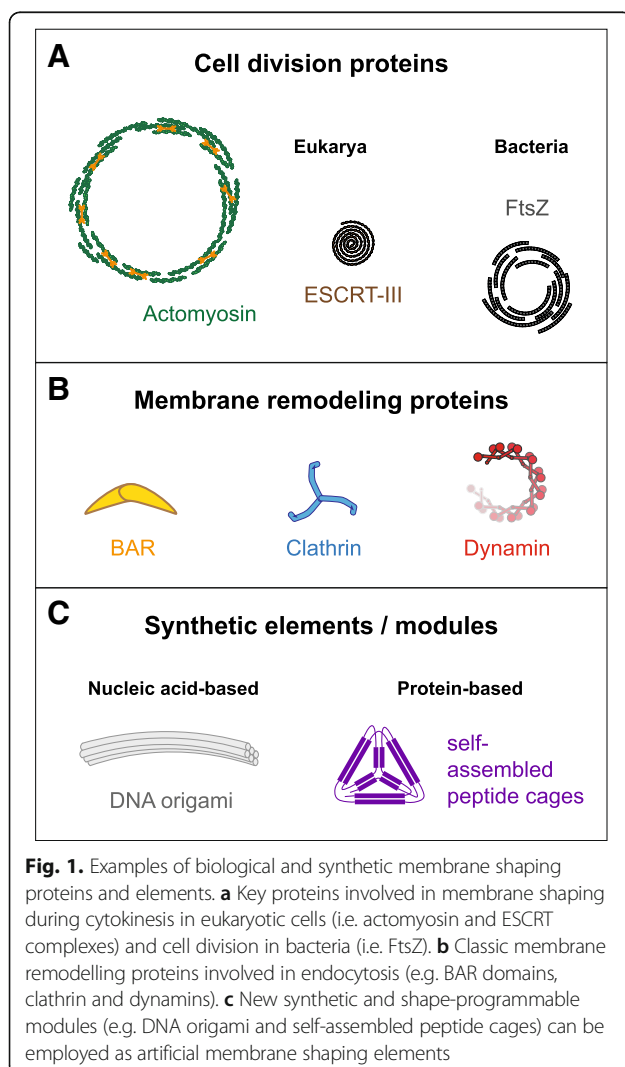 A
Cell division proteins
Eukarya
Bacteria
FtsZ
ESCRT-III
Actomyosin
B
Membrane remodeling proteins
BAR
Clathrin
Dynamin
C
Synthetic elements / modules
Nucleic acid-based
Protein-based
DNA origami
self-
assembled
peptide cages
Fig. 1. Examples of biological and synthetic membrane shaping
proteins and elements. a Key proteins involved in membrane shaping
during cytokinesis in eukaryotic cells (i.e. actomyosin and ESCRT
complexes) and cell division in bacteria (i.e. FtsZ). b Classic membrane
remodelling proteins involved in endocytosis (e.g. BAR domains,
clathrin and dynamins). c New synthetic and shape-programmable
modules (e.g. DNA origami and self-assembled peptide cages) can be
employed as artificial membrane shaping elements